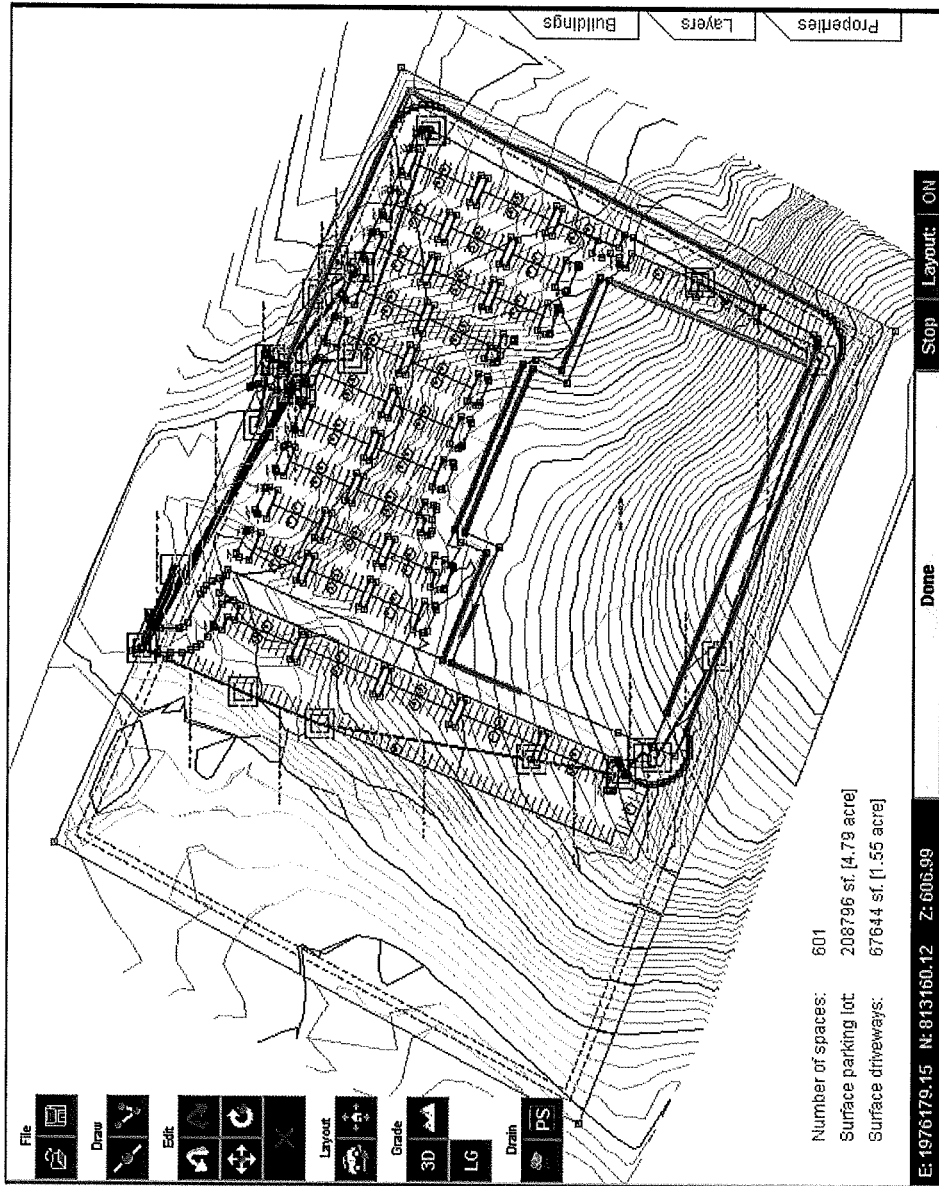 File
Draw
Edit
Layout
Grade
3D
LG
Drain
PS
Buildings
Layers
Properties
Number of spaces: 601
Surface parking lot: 208796 sf. [4.79 acre]
Surface driveways: 67644 sf. [1.55 acre]
E: 1976179.15 N: 813160.12 Z: 606.99
Done
Stop
Layout: ON